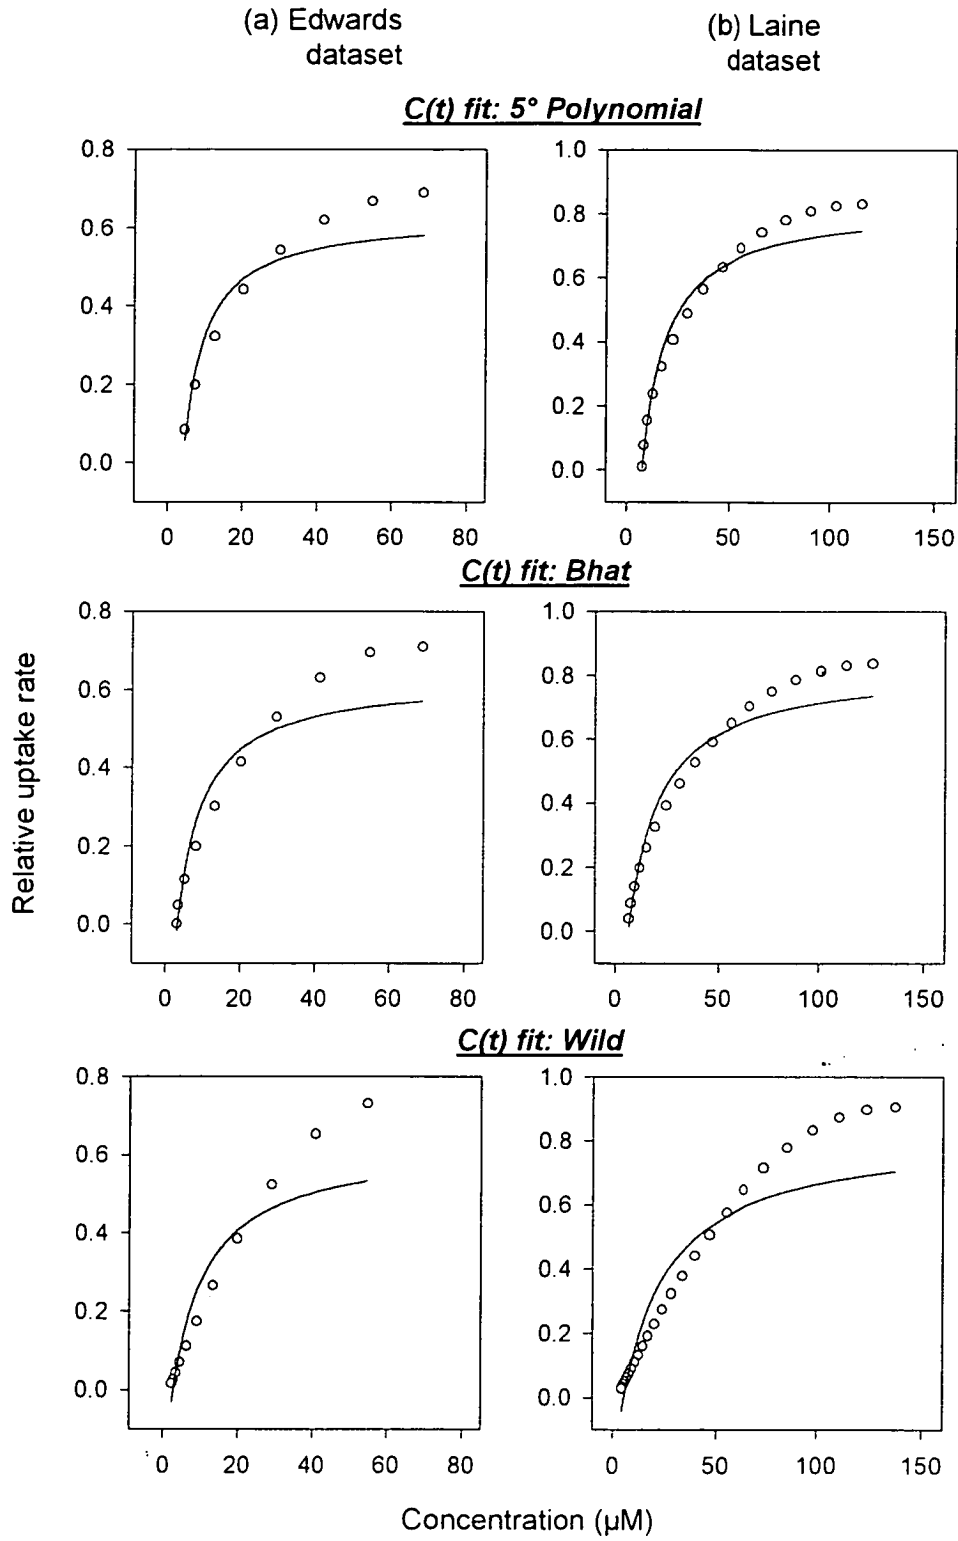 (a) Edwards
dataset
(b) Laine
dataset
C(t) fit: 5° Polynomial
0.8
0.6
0.4
0.2
0.0
0 20 40 60 80
1.0
0.8
0.6
0.4
0.2
0.0
0 50 100 150
C(t) fit: Bhat
0.8
0.6
0.4
0.2
0.0
0 20 40 60 80
1.0
0.8
0.6
0.4
0.2
0.0
0 50 100 150
Relative uptake rate
C(t) fit: Wild
0.8
0.6
0.4
0.2
0.0
0 20 40 60 80
1.0
0.8
0.6
0.4
0.2
0.0
0 50 100 150
Concentration (µM)